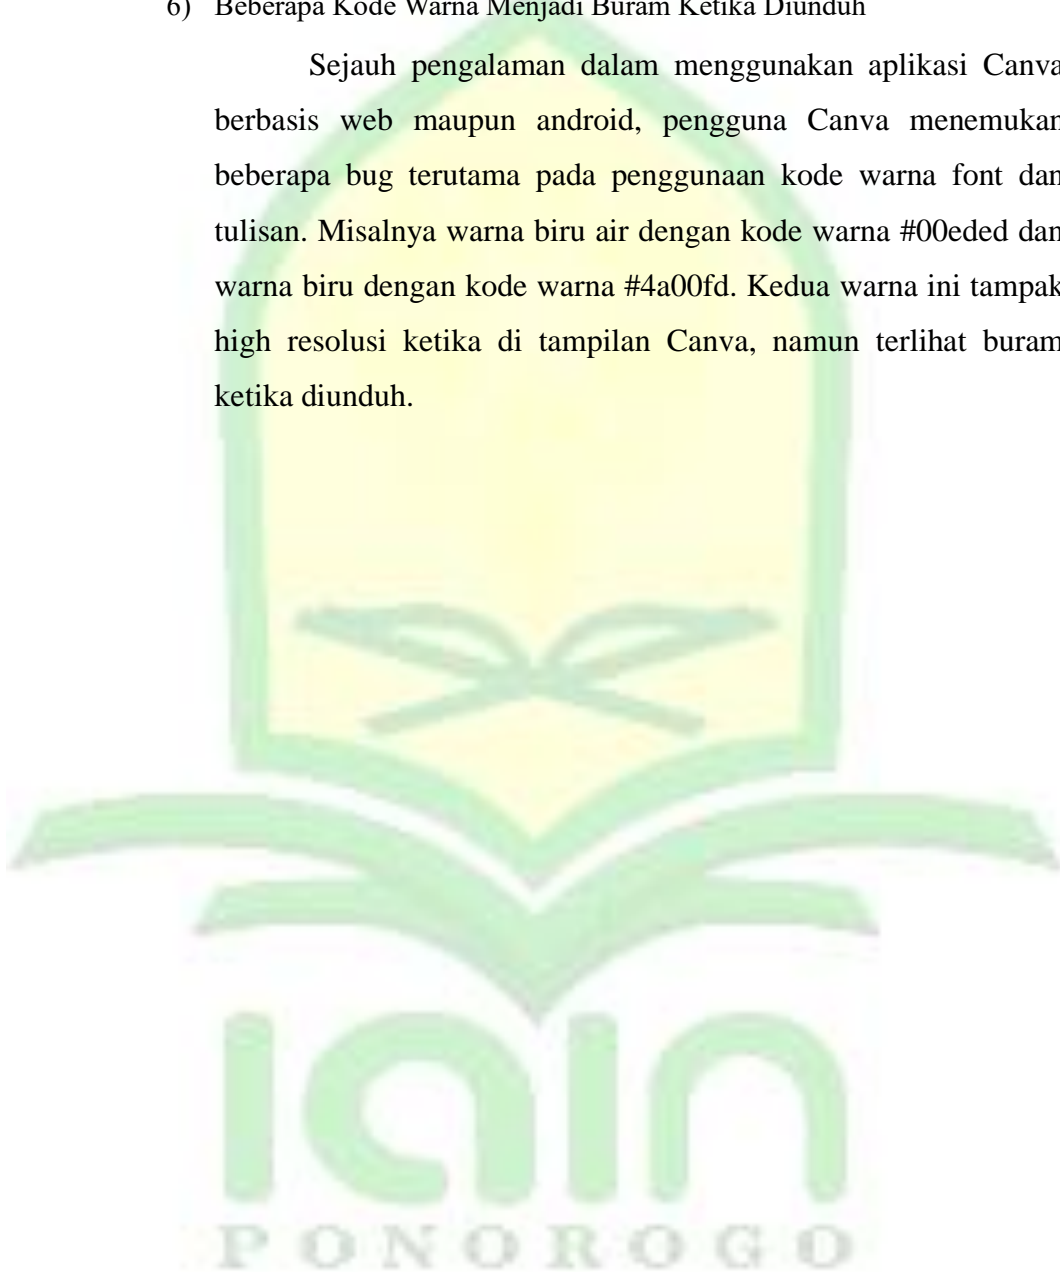 6) Beberapa Kode Warna Menjadi Buram Ketika Diunduh
Sejauh pengalaman dalam menggunakan aplikasi Canva
berbasis web maupun android, pengguna Canva menemukan
beberapa bug terutama pada penggunaan kode warna font dan
tulisan. Misalnya warna biru air dengan kode warna #00eded dan
warna biru dengan kode warna #4a00fd. Kedua warna ini tampak
high resolusi ketika di tampilan Canva, namun terlihat buram
ketika diunduh.
iain
PONOROGO